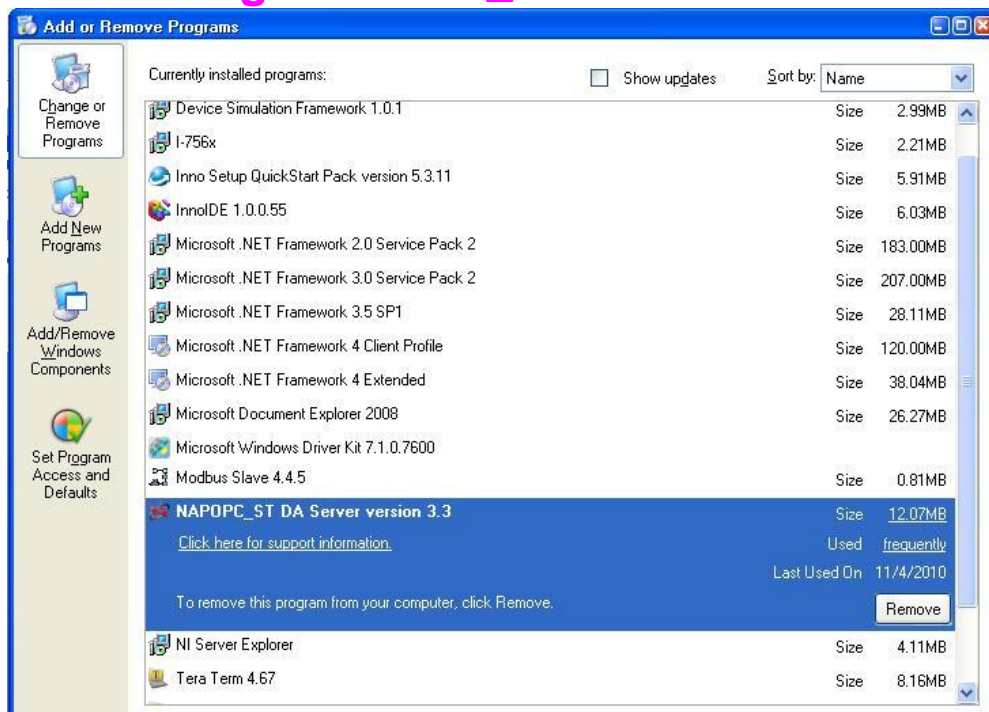 Add or Remove Programs
Change or
Remove
Programs
Add New
Programs
Add/Remove
Windows
Components
Set Program
Access and
Defaults
Currently installed programs:
Show updates
Sort by: Name
Device Simulation Framework 1.0.1 Size 2.99MB
I-756x Size 2.21MB
Inno Setup QuickStart Pack version 5.3.11 Size 5.91MB
InnoIDE 1.0.0.55 Size 6.03MB
Microsoft .NET Framework 2.0 Service Pack 2 Size 183.00MB
Microsoft .NET Framework 3.0 Service Pack 2 Size 207.00MB
Microsoft .NET Framework 3.5 SP1 Size 28.11MB
Microsoft .NET Framework 4 Client Profile Size 120.00MB
Microsoft .NET Framework 4 Extended Size 38.04MB
Microsoft Document Explorer 2008 Size 26.27MB
Microsoft Windows Driver Kit 7.1.0.7600
Modbus Slave 4.4.5 Size 0.81MB
NAPOPC_ST DA Server version 3.3 Size 12.07MB
Click here for support information. Used frequently
Last Used On 11/4/2010
To remove this program from your computer, click Remove. Remove
NI Server Explorer Size 4.11MB
Tera Term 4.67 Size 8.16MB